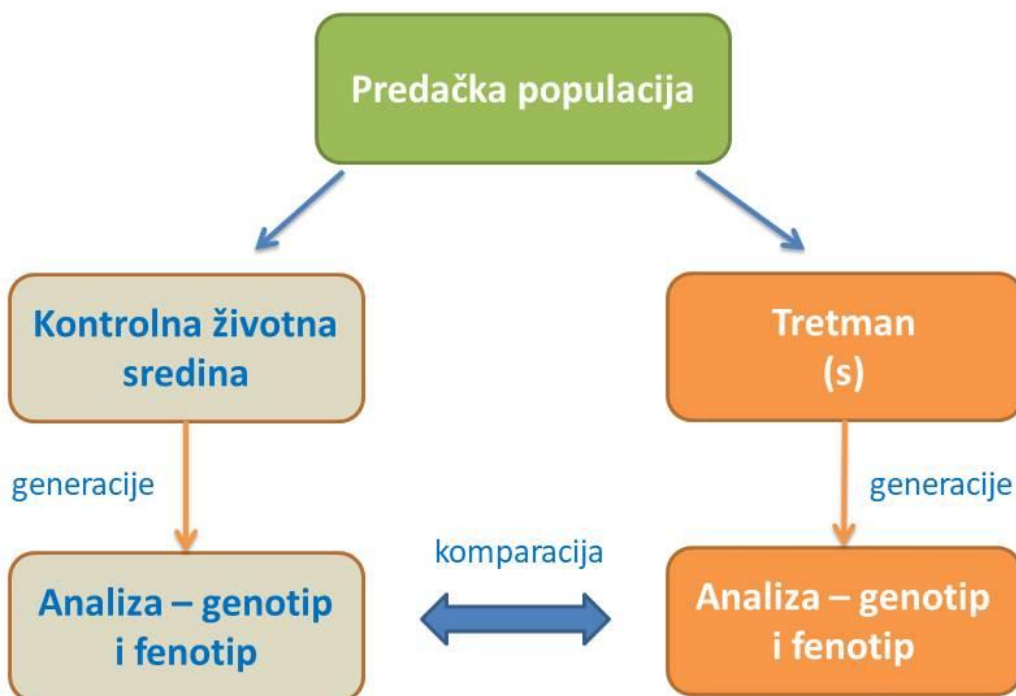 Predačka populacija
Kontrolna životna
sredina
Tretman
(s)
generacije
generacije
komparacija
Analiza – genotip
i fenotip
Analiza – genotip
i fenotip